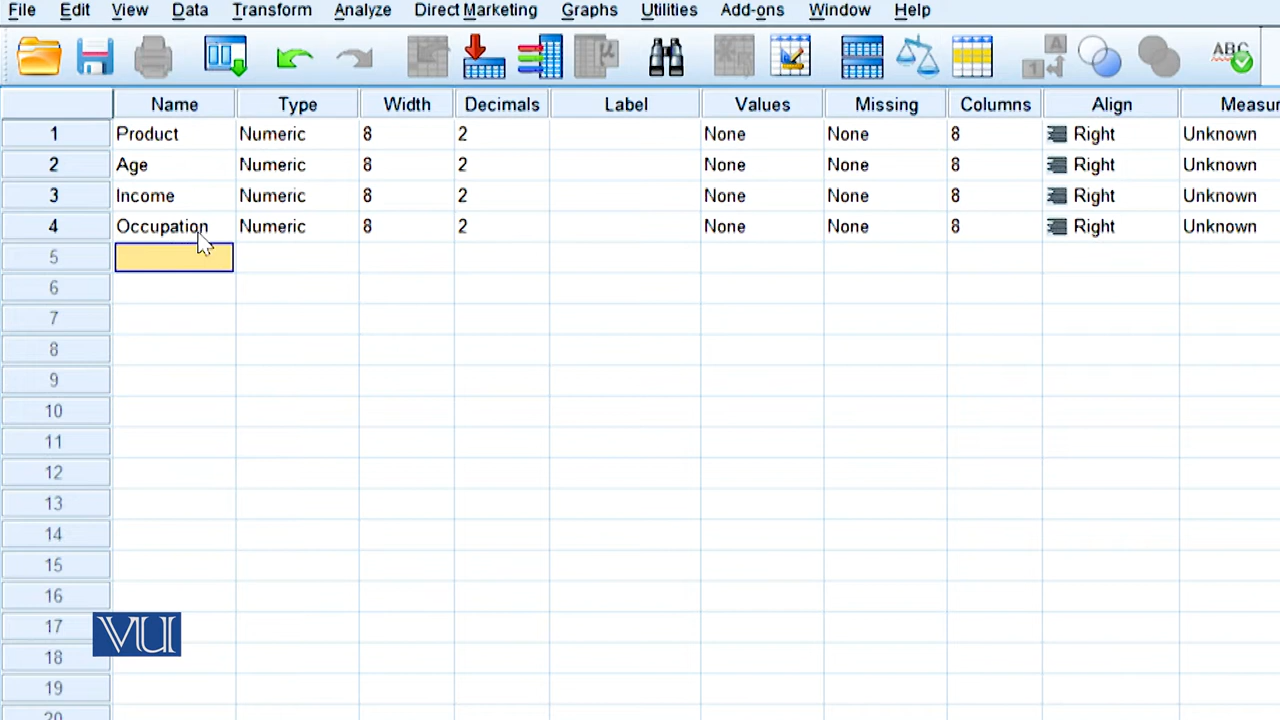 File Edit View Data Transform Analyze Direct Marketing Graphs Utilities Add-ons Window Help
Name Type Width Decimals Label Values Missing Columns Align Measur
1 Product Numeric 8 2 None None 8 Right Unknown
2 Age Numeric 8 2 None None 8 Right Unknown
3 Income Numeric 8 2 None None 8 Right Unknown
4 Occupation Numeric 8 2 None None 8 Right Unknown
5
6
7
8
9
10
11
12
13
14
15
16
17
18
19
20
A
1
ABC
VU